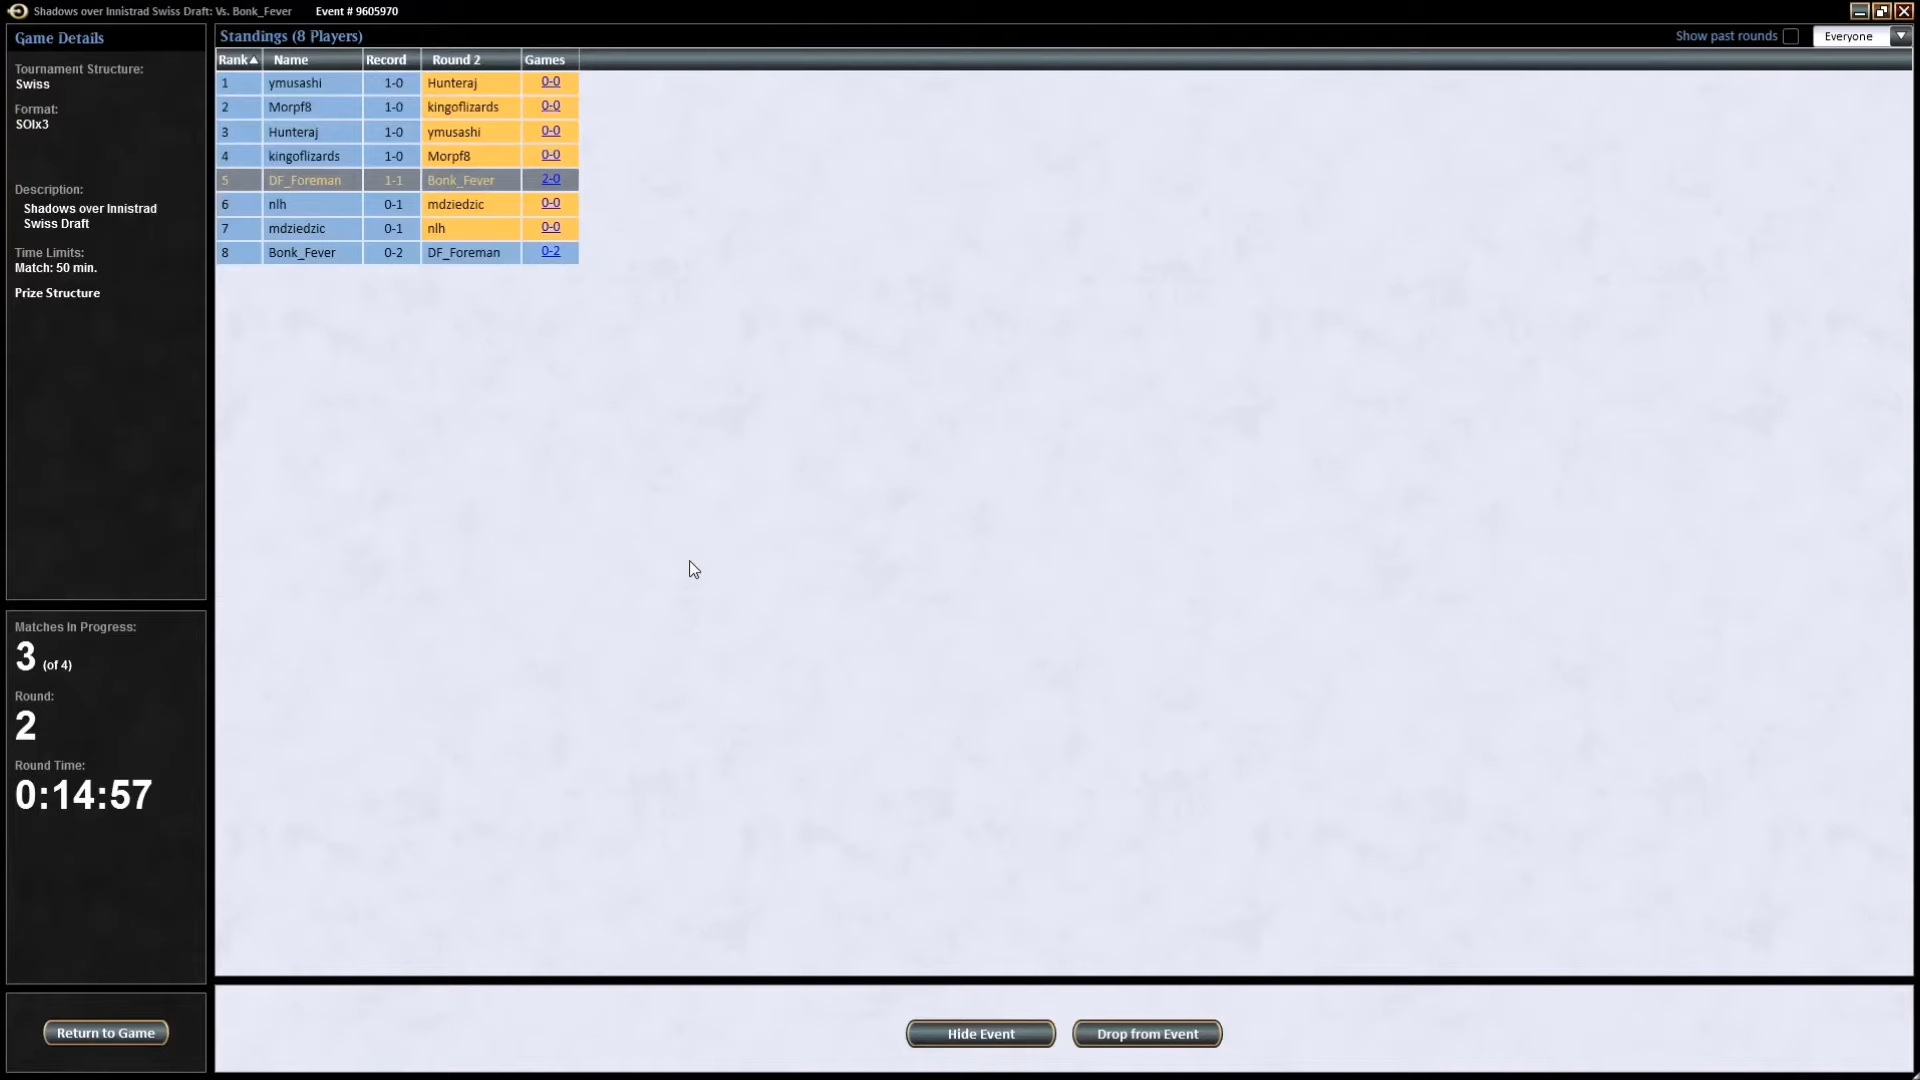 Shadows over Innistrad Swiss Draft: Vs. Bonk_Fever Event # 9605970
Game Details
Tournament Structure:
Swiss
Format:
SOIx3
Description:
Shadows over Innistrad
Swiss Draft
Time Limits:
Match: 50 min.
Prize Structure
Standings (8 Players) Show past rounds Everyone
Rank Name Record Round 2 Games
1 ymusashi 1-0 Hunteraj 0-0
2 Morpf8 1-0 kingoflizards 0-0
3 Hunteraj 1-0 ymusashi 0-0
4 kingoflizards 1-0 Morpf8 0-0
5 DF_Foreman 1-1 Bonk_Fever 2-0
6 nlh 0-1 mdziedzic 0-0
7 mdziedzic 0-1 nlh 0-0
8 Bonk_Fever 0-2 DF_Foreman 0-2
Matches In Progress:
3 (of 4)
Round:
2
Round Time:
0:14:57
Return to Game
Hide Event Drop from Event